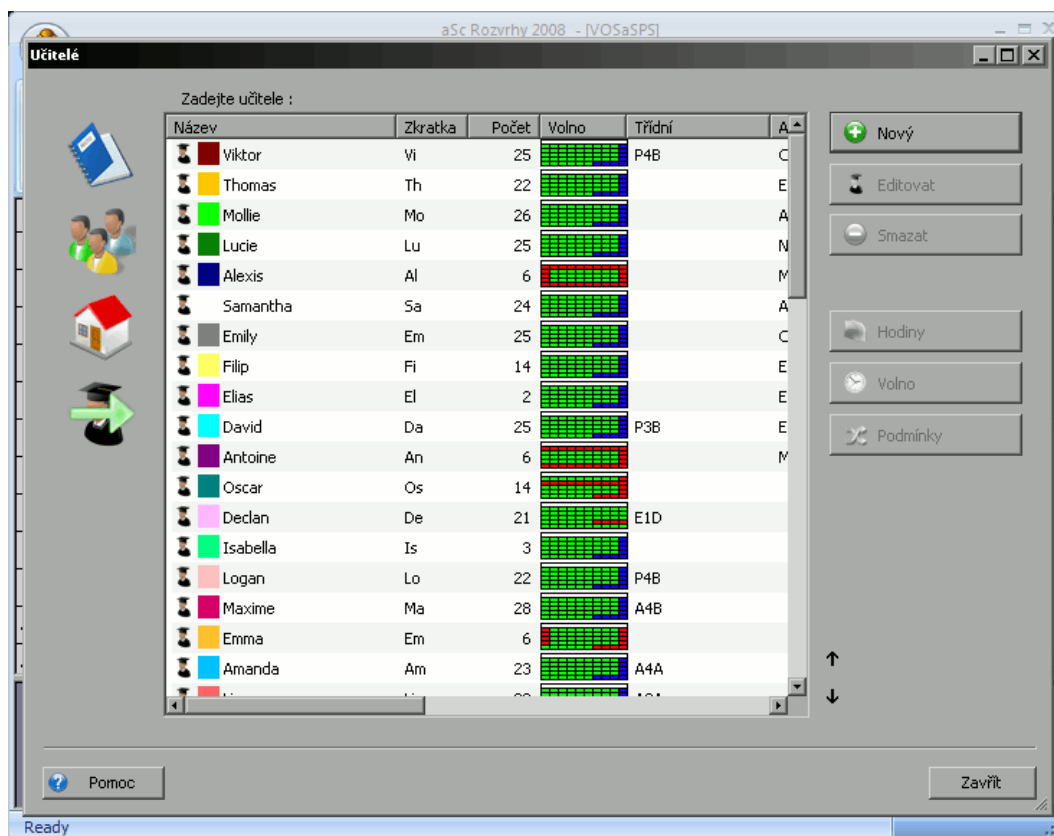 aSc Rozvrhy 2008 - [VOSaSPS]
Učitelé
Zadejte učitele :
Název Zkratka Počet Volno Třídní A
Viktor Vi 25 P4B C
Thomas Th 22 E
Mollie Mo 26 A
Lucie Lu 25 N
Alexis Al 6 M
Samantha Sa 24 A
Emily Em 25 C
Filip Fi 14 E
Elias El 2 E
David Da 25 P3B E
Antoine An 6 M
Oscar Os 14
Declan De 21 E1D
Isabella Is 3
Logan Lo 22 P4B
Maxime Ma 28 A4B
Emma Em 6
Amanda Am 23 A4A
Nový
Editovat
Smazat
Hodiny
Volno
Podmínky
Pomoc
Zavřít
Ready